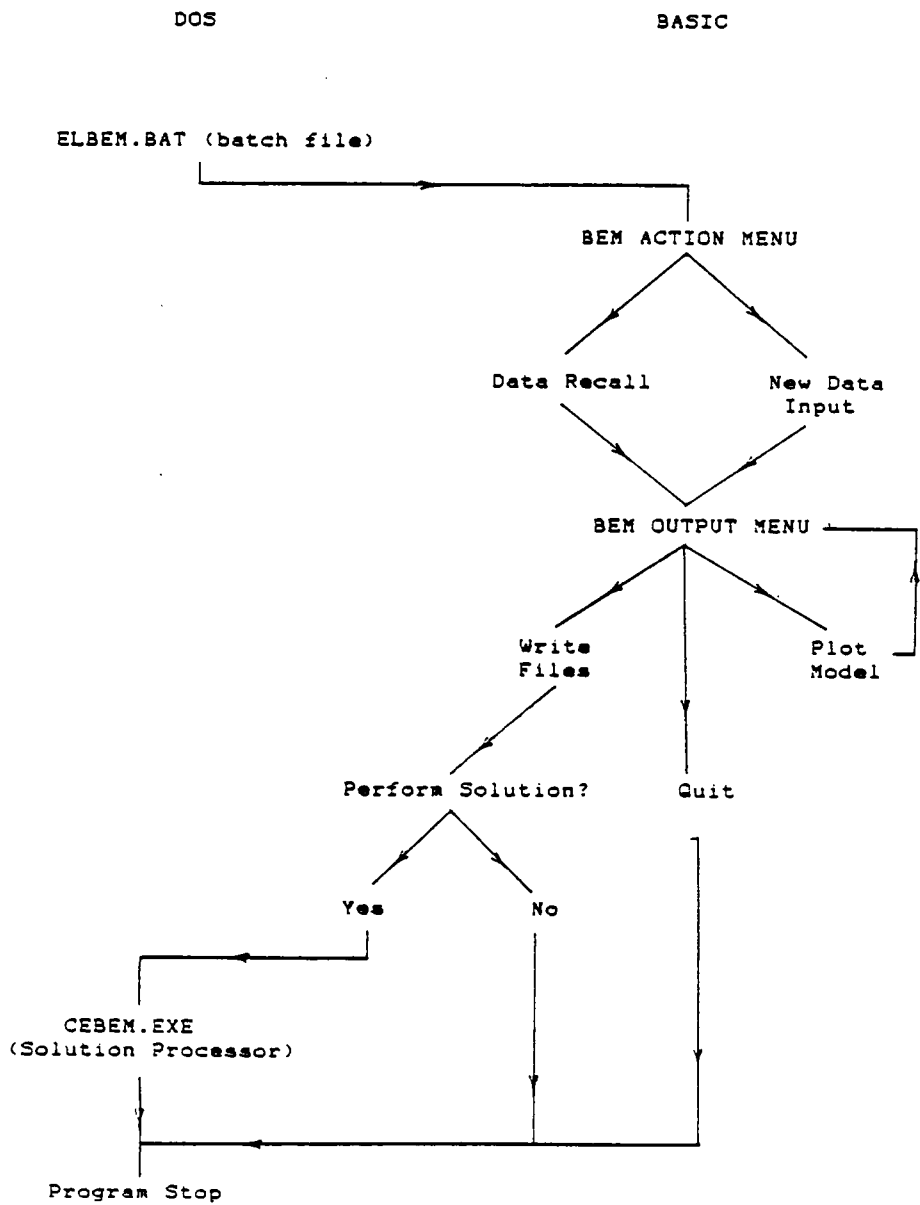 DOS BASIC
ELBEM.BAT (batch file)
BEM ACTION MENU
Data Recall
New Data
Input
BEM OUTPUT MENU
Write
Files
Plot
Model
Perform Solution?
Quit
Yes
No
CEBEM.EXE
(Solution Processor)
Program Stop